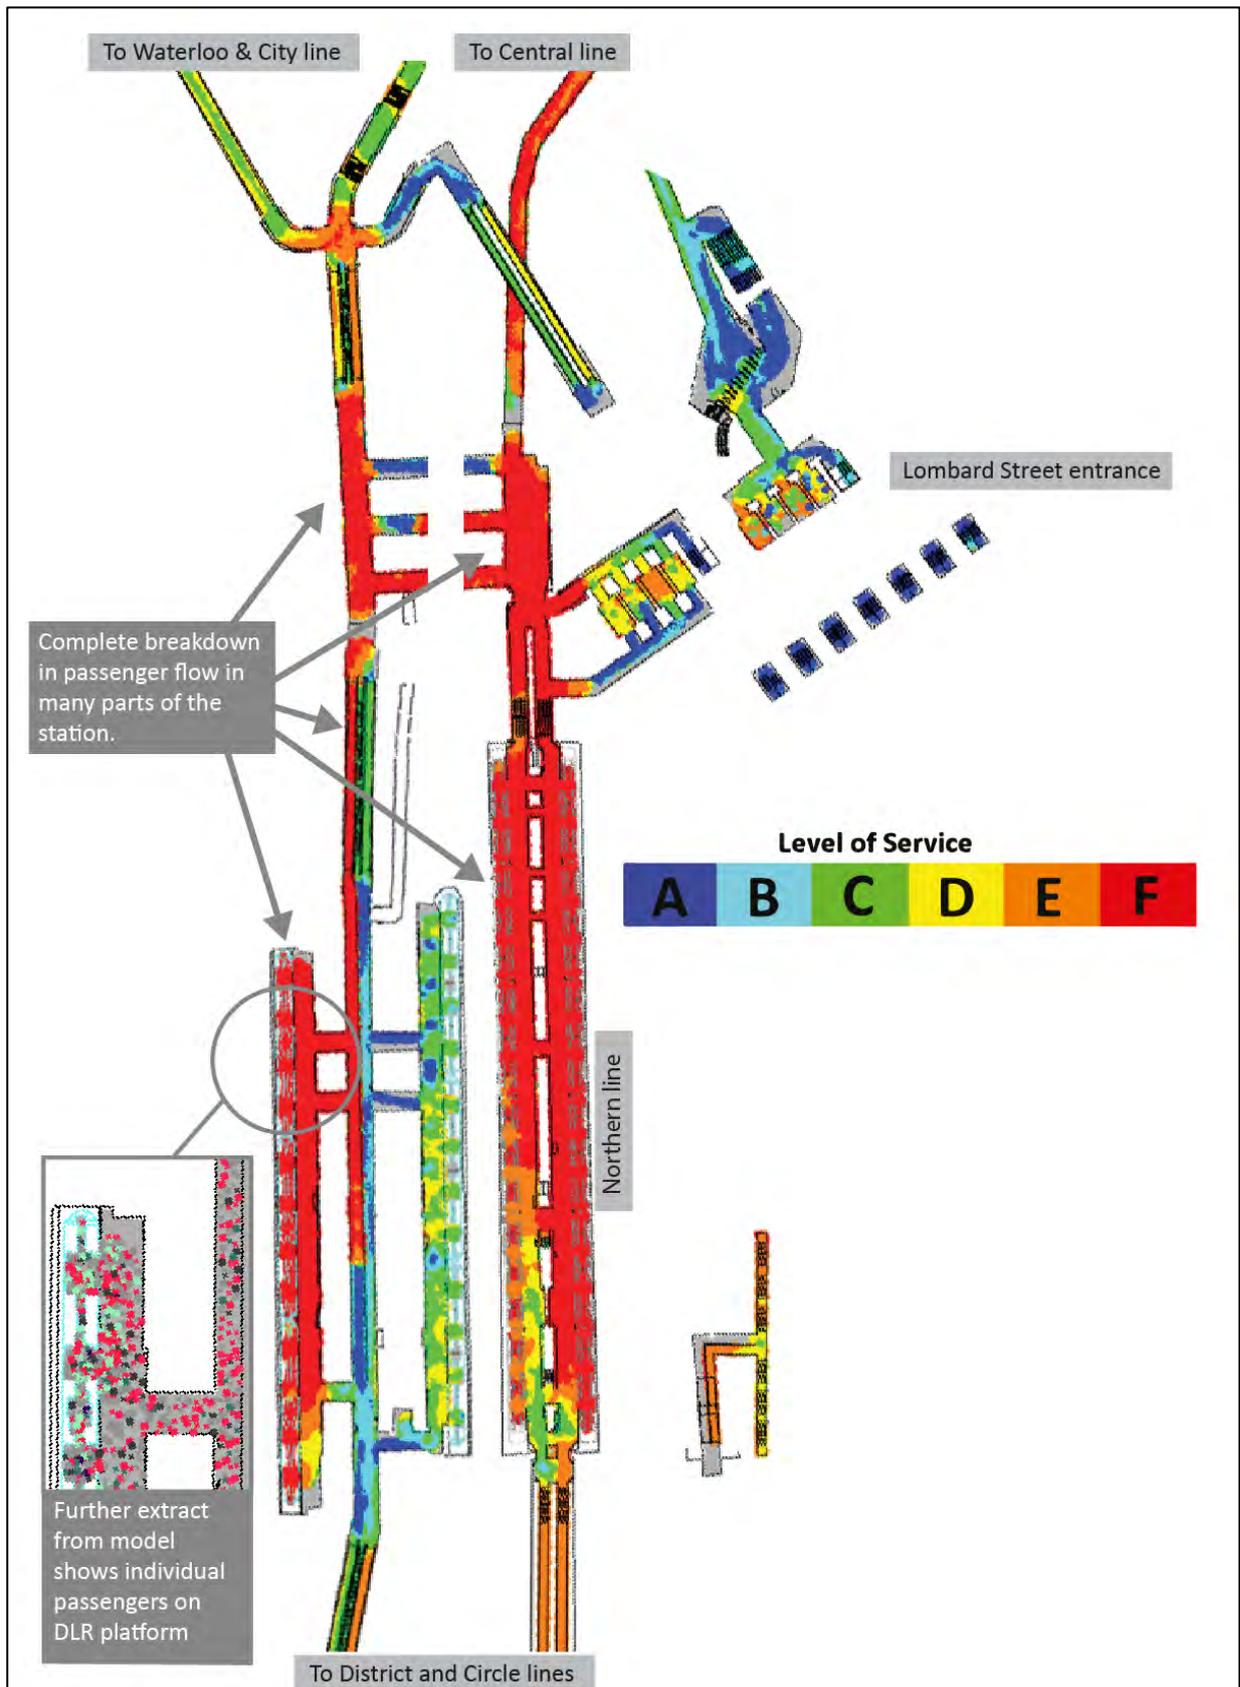 To Waterloo & City line
To Central line
Lombard Street entrance
Complete breakdown
in passenger flow in
many parts of the
station.
Level of Service
A B C D E F
Northern line
Further extract
from model
shows individual
passengers on
DLR platform
To District and Circle lines